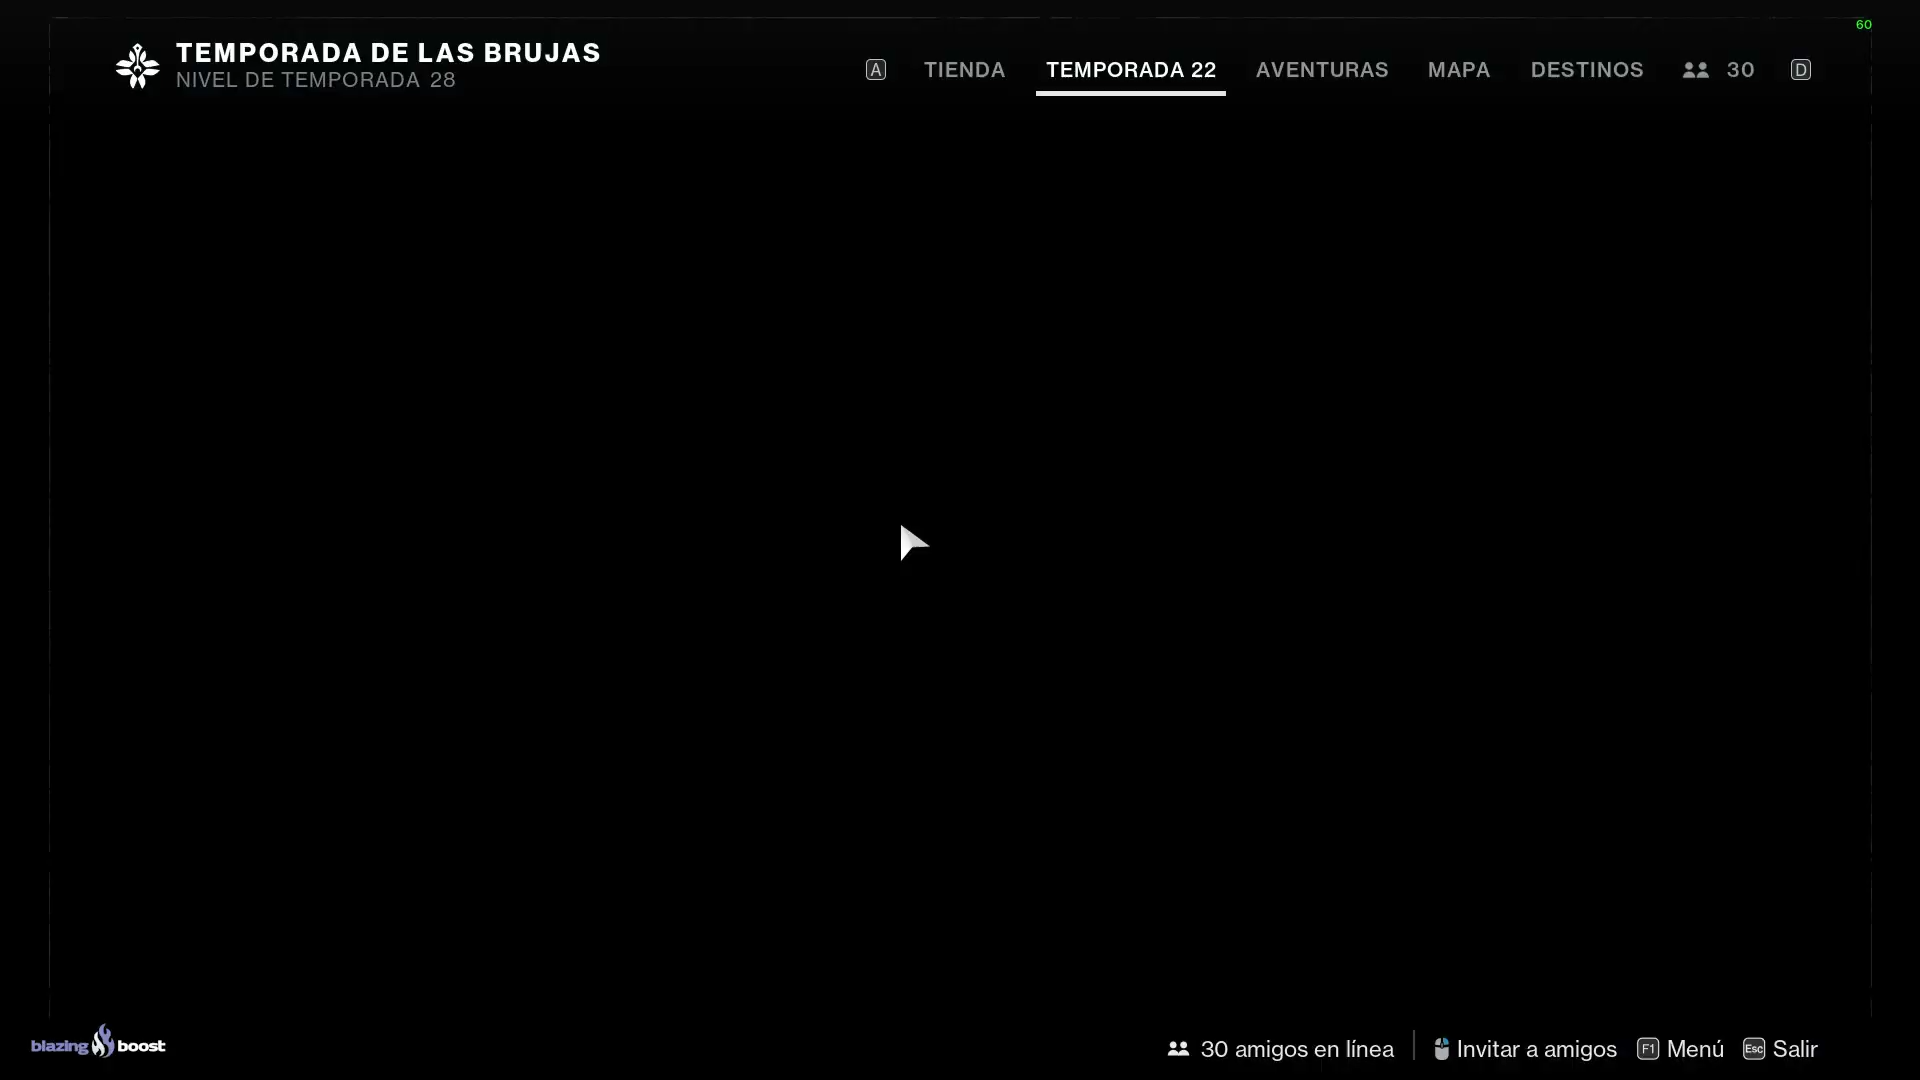 60
TEMPORADA DE LAS BRUJAS
NIVEL DE TEMPORADA 28
A TIENDA TEMPORADA 22 AVENTURAS MAPA DESTINOS 30 D
blazing boost
30 amigos en línea Invitar a amigos F1 Menú Esc Salir